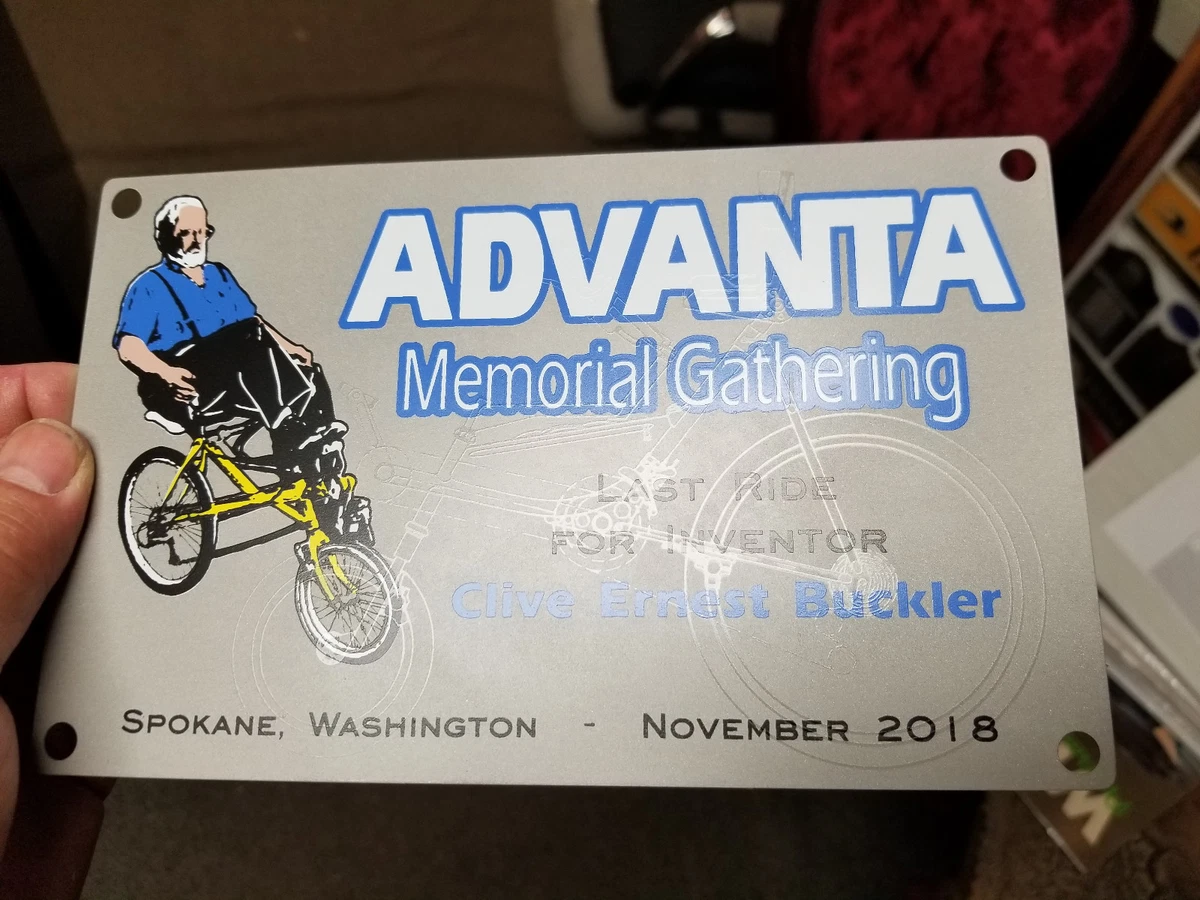 ADVANTA
Memorial Gathering
LAST RIDE
FOR INVENTOR
Clive Ernest Buckler
SPOKANE, WASHINGTON - NOVEMBER 2018